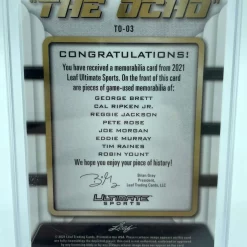 "THE OCHO"
TO-03
CONGRATULATIONS!
You have received a memorabilia card from 2021
Leaf Ultimate Sports. On the front of this card
are pieces of game-used memorabilia of:
GEORGE BRETT
CAL RIPKEN JR.
REGGIE JACKSON
PETE ROSE
JOE MORGAN
EDDIE MURRAY
TIM RAINES
ROBIN YOUNT
We hope you enjoy your piece of history!
Brian Gray
President,
Leaf Trading Cards, LLC
ULTIMATE
SPORTS
Leaf